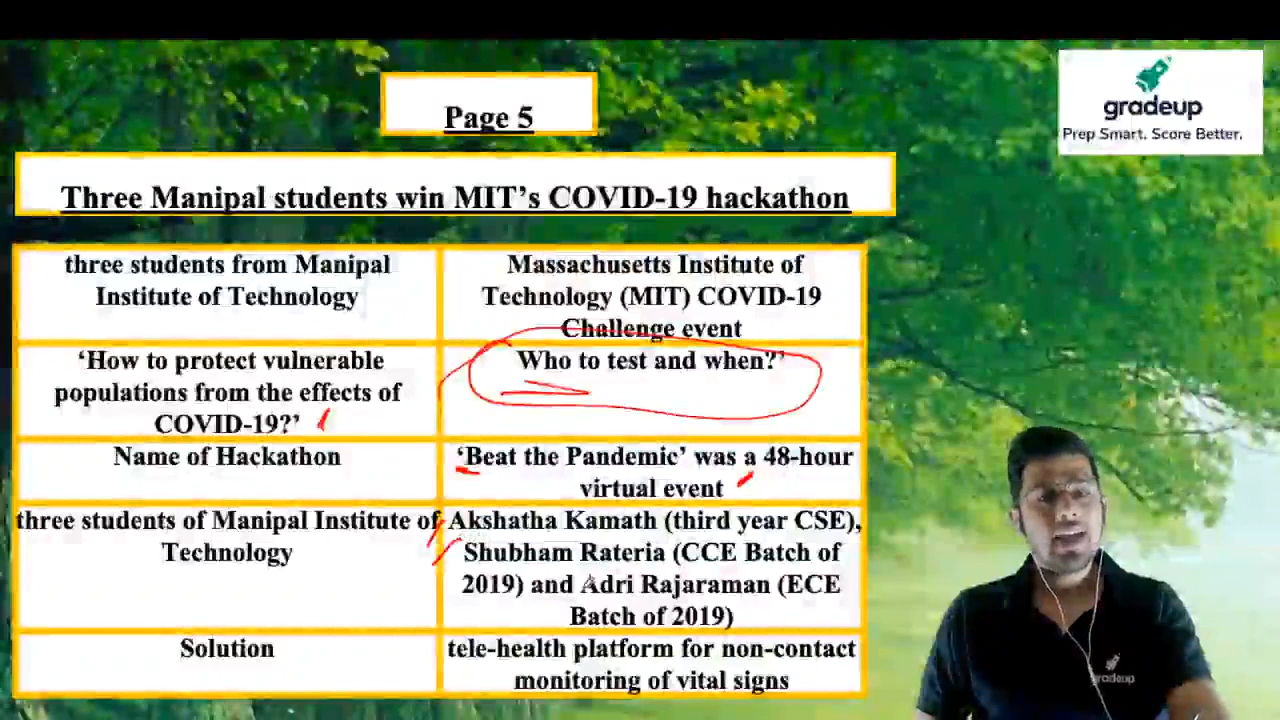 Page 5
gradeup
Prep Smart. Score Better.
Three Manipal students win MIT’s COVID-19 hackathon
three students from Manipal
Institute of Technology
Massachusetts Institute of
Technology (MIT) COVID-19
Challenge event
‘How to protect vulnerable
populations from the effects of
COVID-19?’
Who to test and when?’
Name of Hackathon
‘Beat the Pandemic’ was a 48-hour
virtual event
three students of Manipal Institute of
Technology
Akshatha Kamath (third year CSE),
Shubham Rateria (CCE Batch of
2019) and Adri Rajaraman (ECE
Batch of 2019)
Solution
tele-health platform for non-contact
monitoring of vital signs
gradeup